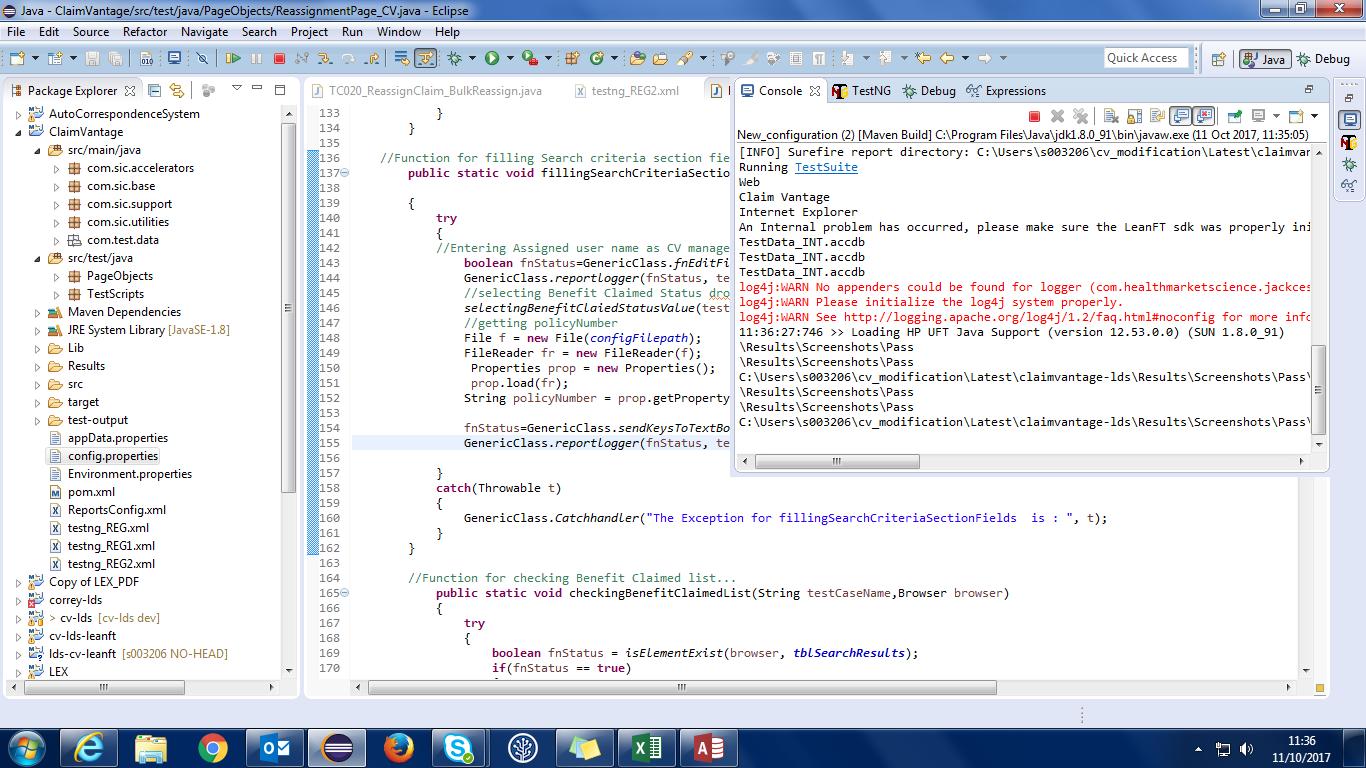 Java - ClaimVantage/src/test/java/PageObjects/ReassignmentPage_CV.java - Eclipse
File Edit Source Refactor Navigate Search Project Run Window Help
Quick Access
Java
Debug
Package Explorer
AutoCorrespondenceSystem
ClaimVantage
src/main/java
com.sic.accelerators
com.sic.base
com.sic.support
com.sic.utilities
com.test.data
src/test/java
PageObjects
TestScripts
Maven Dependencies
JRE System Library [JavaSE-1.8]
Lib
Results
src
target
test-output
appData.properties
config.properties
Environment.properties
pom.xml
ReportsConfig.xml
testng_REG.xml
testng_REG1.xml
testng_REG2.xml
Copy of LEX_PDF
correy-lds
> cv-lds [cv-lds dev]
cv-lds-leanft
lds-cv-leanft [s003206 NO-HEAD]
LEX
TC020_ReassignClaim_BulkReassign.java
testng_REG2.xml
133 }
134 }
135
136 //Function for filling Search criteria section fie
137 public static void fillingSearchCriteriaSectio
138
139 {
140 try
141 {
142 //Entering Assigned user name as CV manage
143 boolean fnStatus=GenericClass.fnEditFi
144 GenericClass.reportlogger(fnStatus, te
145 //selecting Benefit Claimed Status dro
146 selectingBenefitClaiedStatusValue(test
147 //getting policyNumber
148 File f = new File(configFilepath);
149 FileReader fr = new FileReader(f);
150 Properties prop = new Properties();
151 prop.load(fr);
152 String policyNumber = prop.getProperty
153
154 fnStatus=GenericClass.sendKeysToTextBo
155 GenericClass.reportlogger(fnStatus, te
156
157 }
158 catch(Throwable t)
159 {
160 GenericClass.Catchhandler("The Exception for fillingSearchCriteriaSectionFields  is : ", t);
161 }
162 }
163
164 //Function for checking Benefit Claimed list...
165 public static void checkingBenefitClaimedList(String testCaseName,Browser browser)
166 {
167 try
168 {
169 boolean fnStatus = isElementExist(browser, tblSearchResults);
170 if(fnStatus == true)
Console
TestNG
Debug
Expressions
New_configuration (2) [Maven Build] C:\Program Files\Java\jdk1.8.0_91\bin\javaw.exe (11 Oct 2017, 11:35:05)
[INFO] Surefire report directory: C:\Users\s003206\cv_modification\Latest\claimvan
Running TestSuite
Web
Claim Vantage
Internet Explorer
An Internal problem has occurred, please make sure the LeanFT sdk was properly ini
TestData_INT.accdb
TestData_INT.accdb
TestData_INT.accdb
log4j:WARN No appenders could be found for logger (com.healthmarketscience.jackces
log4j:WARN Please initialize the log4j system properly.
log4j:WARN See http://logging.apache.org/log4j/1.2/faq.html#noconfig for more info
11:36:27:746 >> Loading HP UFT Java Support (version 12.53.0.0) (SUN 1.8.0_91)
\Results\Screenshots\Pass
\Results\Screenshots\Pass
C:\Users\s003206\cv_modification\Latest\claimvantage-lds\Results\Screenshots\Pass\
\Results\Screenshots\Pass
\Results\Screenshots\Pass
C:\Users\s003206\cv_modification\Latest\claimvantage-lds\Results\Screenshots\Pass\
11:36
11/10/2017